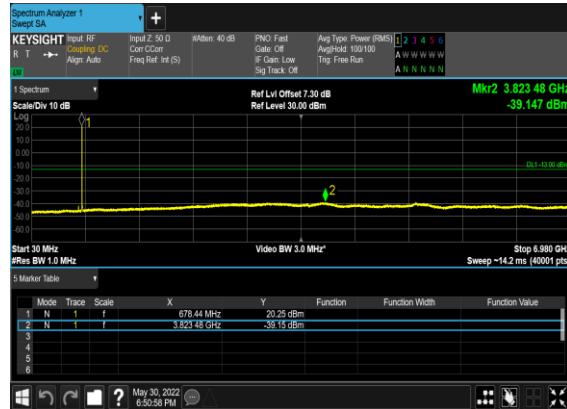 Spectrum Analyzer 1
Swept SA
+
KEYSIGHT Input: RF Input Z: 50 Ω #Atten: 40 dB PNO: Fast Avg Type: Power (RMS) 1 2 3 4 5 6
R T Coupling: DC Corr CCorr Gate: Off Avg|Hold: 100/100 A W W W W W
Align: Auto Freq Ref: Int (S) IF Gain: Low Trig: Free Run
Sig Track: Off A N N N N N
1 Spectrum Ref Lvl Offset 7.30 dB Mkr2 3.823 48 GHz
Scale/Div 10 dB Ref Level 30.00 dBm -39.147 dBm
Log
20.0
10.0
0.00
-10.0
-20.0
-30.0
-40.0
-50.0
-60.0
1
DL1 -13.00 dBm
2
Start 30 MHz Video BW 3.0 MHz* Stop 6.980 GHz
#Res BW 1.0 MHz Sweep ~14.2 ms (40001 pts)
5 Marker Table
Mode Trace Scale X Y Function Function Width Function Value
1 N 1 f 678.44 MHz 20.25 dBm
2 N 1 f 3.823 48 GHz -39.15 dBm
3
4
5
6
? May 30, 2022
6:50:58 PM